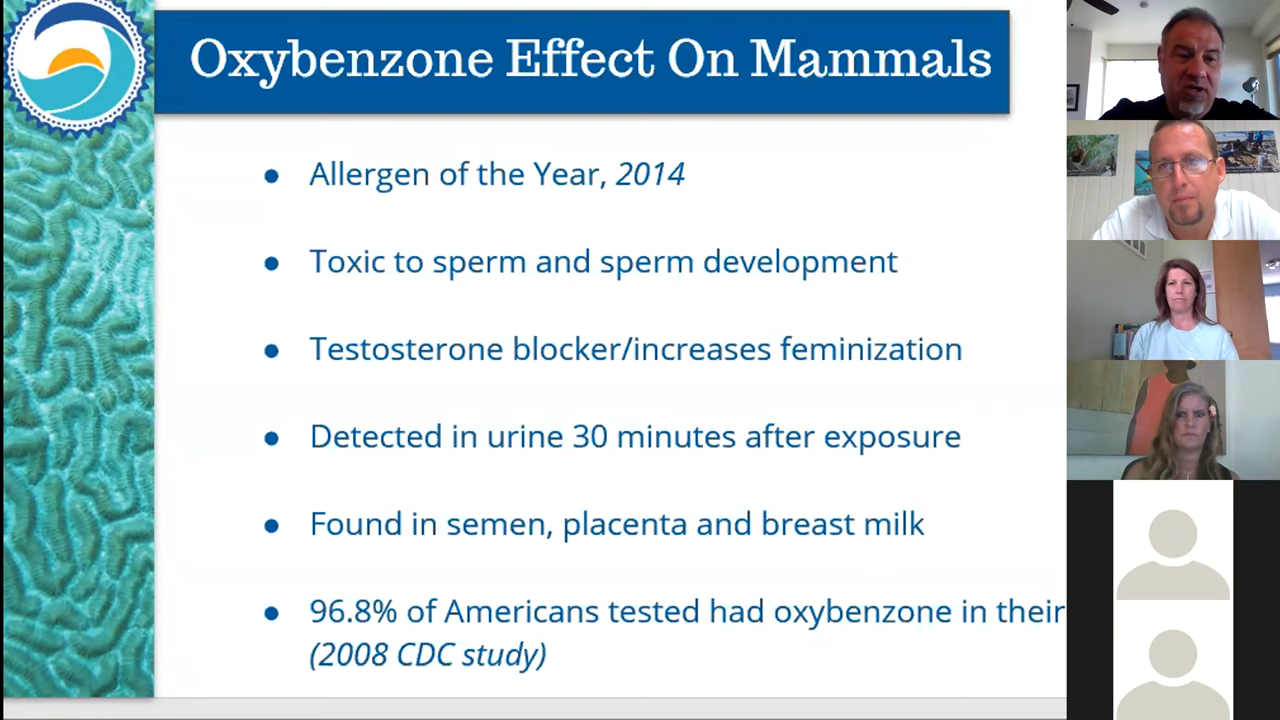 Oxybenzone Effect On Mammals
● Allergen of the Year, 2014
● Toxic to sperm and sperm development
● Testosterone blocker/increases feminization
● Detected in urine 30 minutes after exposure
● Found in semen, placenta and breast milk
● 96.8% of Americans tested had oxybenzone in their
(2008 CDC study)